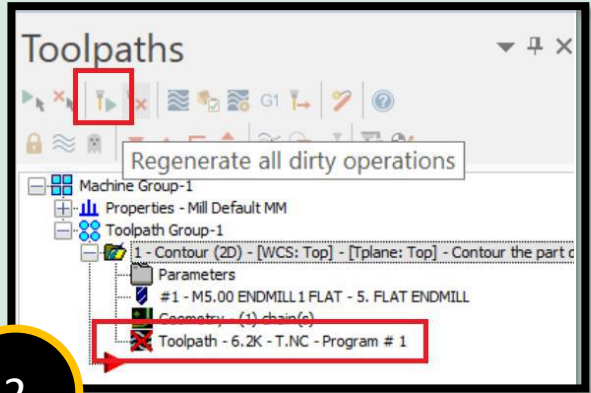 Toolpaths
G1
Regenerate all dirty operations
Machine Group-1
Properties - Mill Default MM
Toolpath Group-1
1 - Contour (2D) - [WCS: Top] - [Tplane: Top] - Contour the part
Parameters
#1 - M5.00 ENDMILL1 FLAT - 5. FLAT ENDMILL
Geometry - (1) chain(s)
Toolpath - 6.2K - T.NC - Program # 1
2